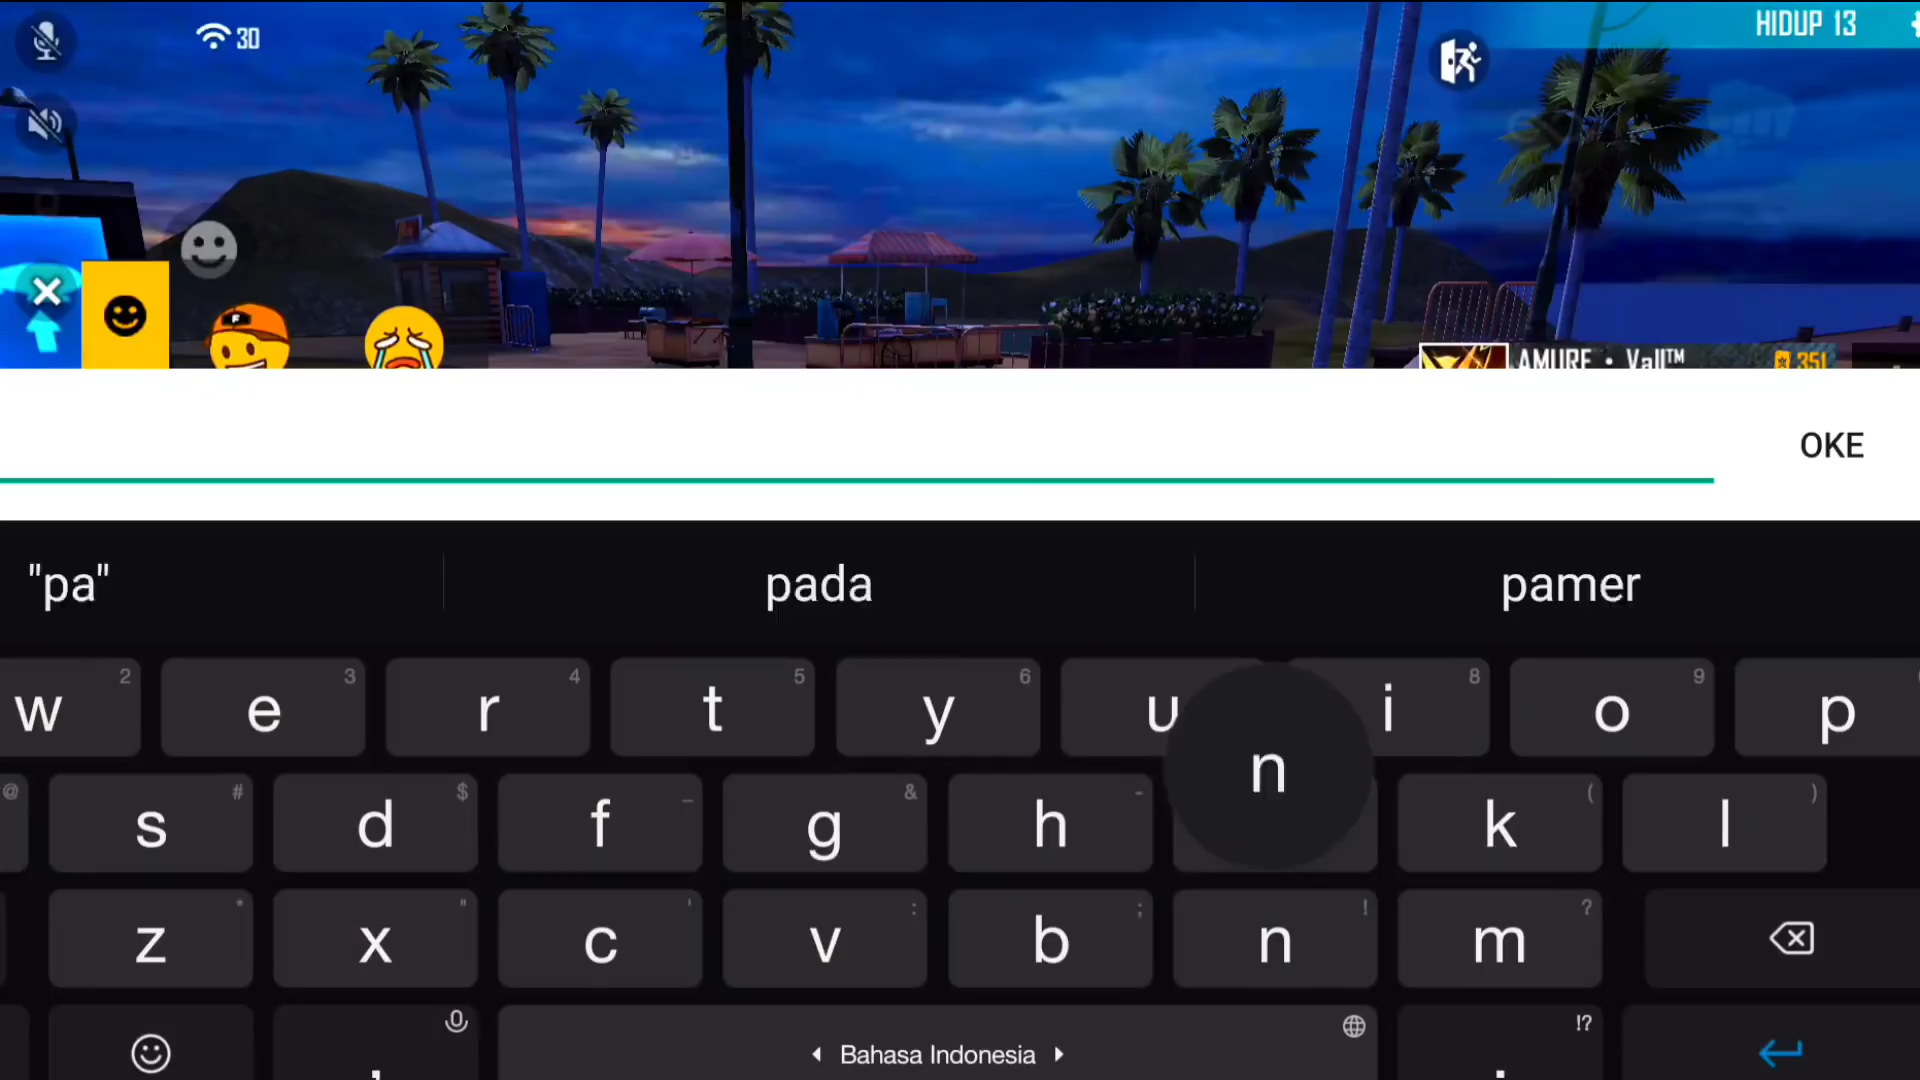 30
HIDUP 13
AMURE • Vall™
351
OKE
"pa" pada pamer
w 2 e 3 r 4 t 5 y 6 u i 8 o 9 p
@ s # d $ f _ g & h - n k ( l )
z * x " c ' v : b ; n ! m ?
, Bahasa Indonesia . !?